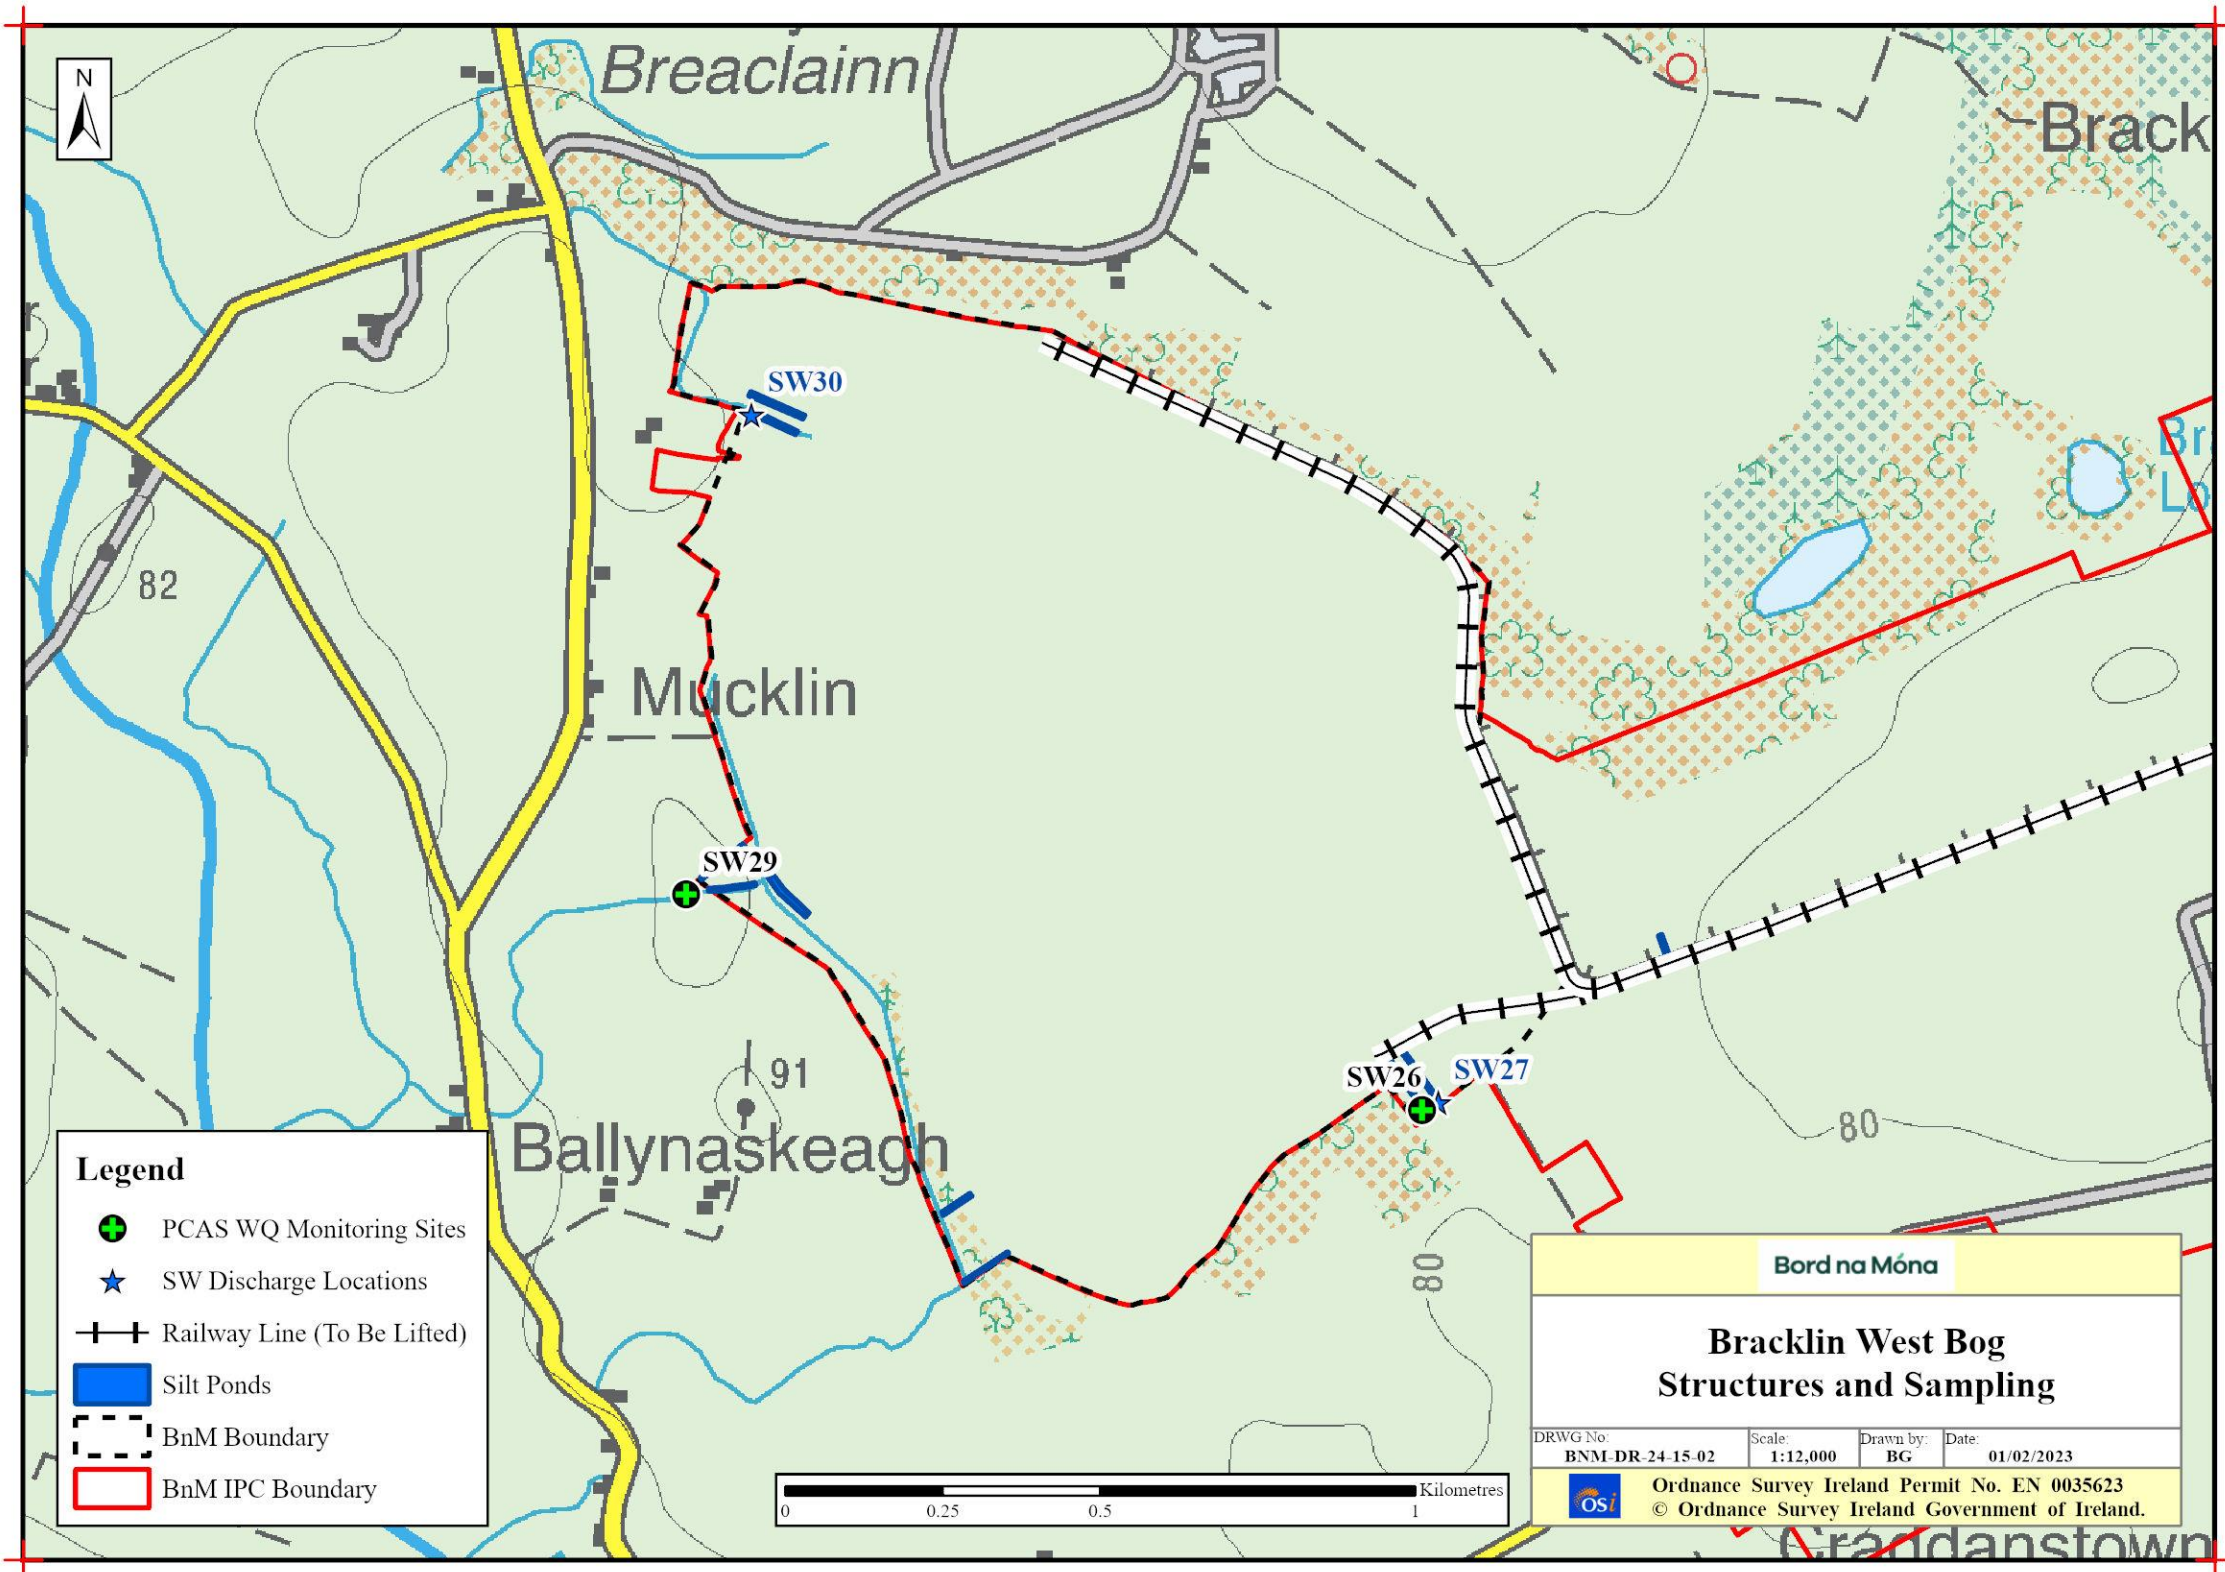 N
Breaclainn
Brack
SW30
82
Mucklin
SW29
91
Ballynaskeagh
SW26
SW27
80
80
Legend
PCAS WQ Monitoring Sites
SW Discharge Locations
Railway Line (To Be Lifted)
Silt Ponds
BnM Boundary
BnM IPC Boundary
Kilometres
0 0.25 0.5 1
Bord na Móna
Bracklin West Bog
Structures and Sampling
DRWG No: Scale: Drawn by: Date:
BNM-DR-24-15-02 1:12,000 BG 01/02/2023
OSi
Ordnance Survey Ireland Permit No. EN 0035623
© Ordnance Survey Ireland Government of Ireland.